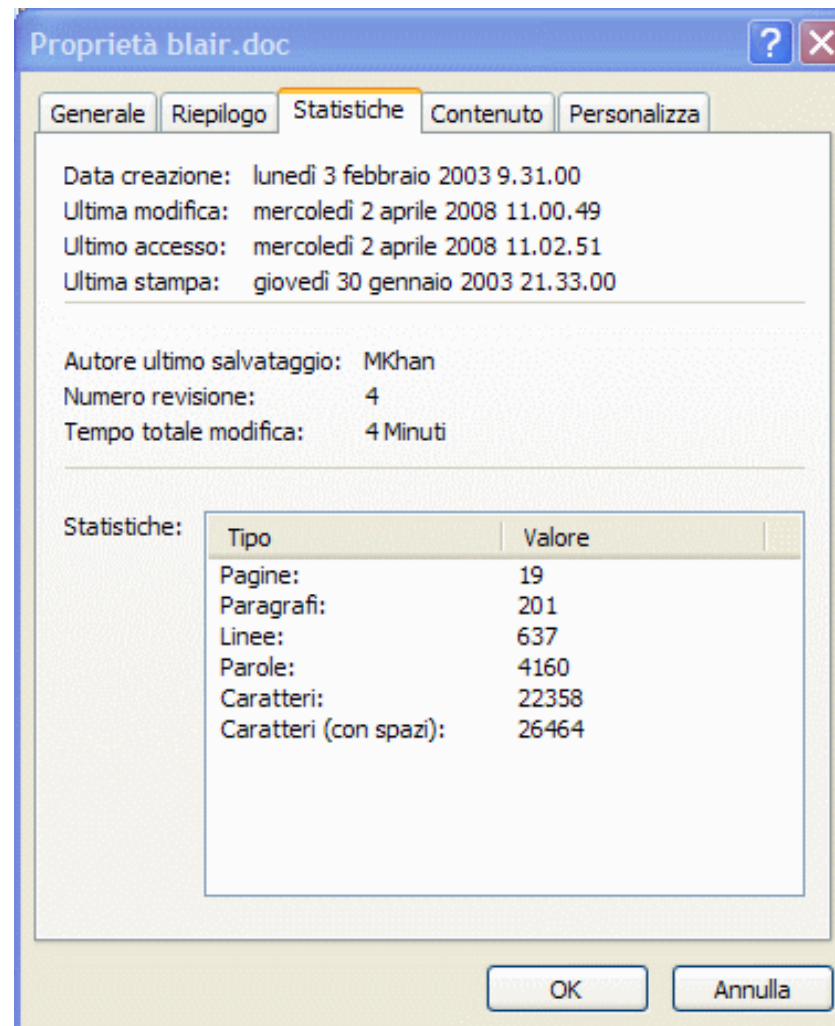 Proprietà blair.doc
Generale Riepilogo Statistiche Contenuto Personalizza
Data creazione: lunedì 3 febbraio 2003 9.31.00
Ultima modifica: mercoledì 2 aprile 2008 11.00.49
Ultimo accesso: mercoledì 2 aprile 2008 11.02.51
Ultima stampa: giovedì 30 gennaio 2003 21.33.00
Autore ultimo salvataggio: MKhan
Numero revisione: 4
Tempo totale modifica: 4 Minuti
Statistiche: Tipo Valore
Pagine: 19
Paragrafi: 201
Linee: 637
Parole: 4160
Caratteri: 22358
Caratteri (con spazi): 26464
OK Annulla